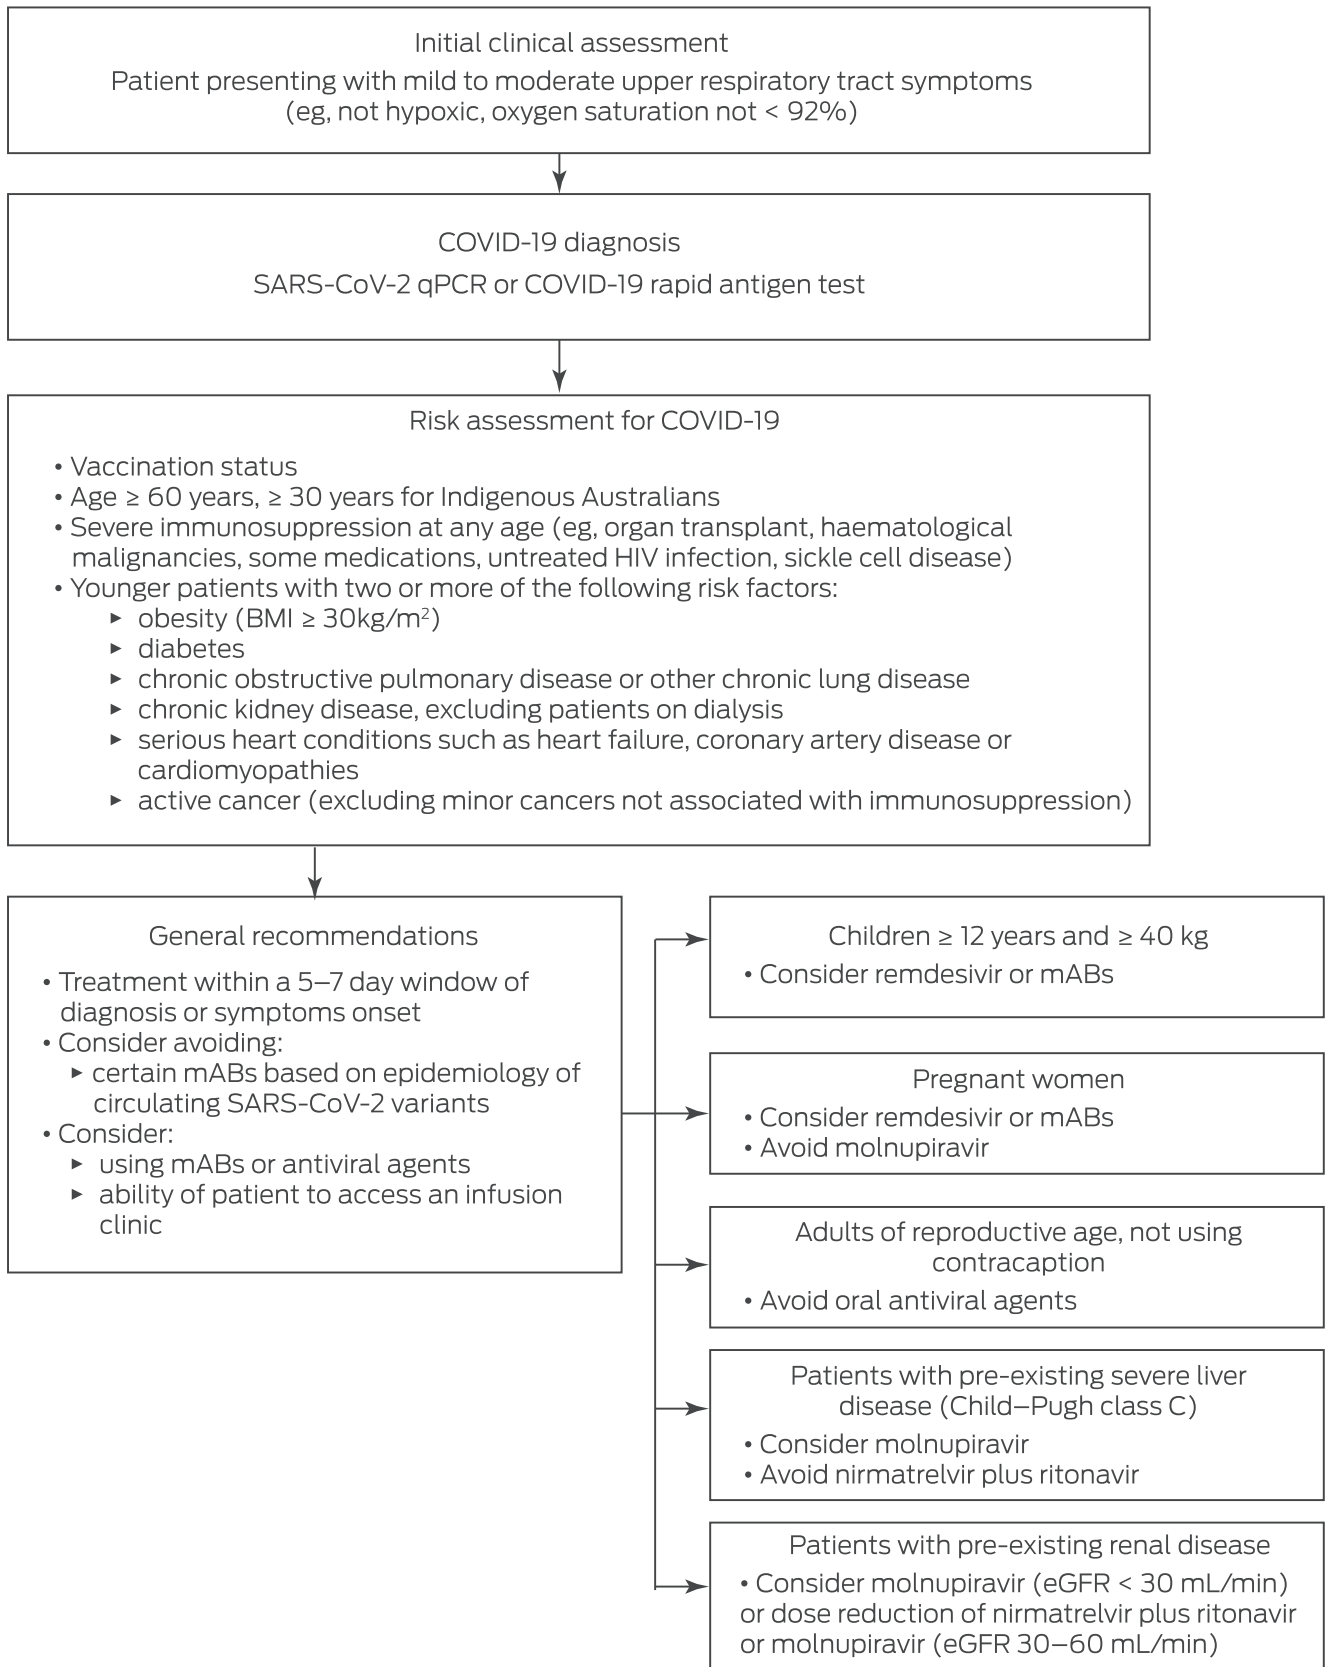 Initial clinical assessment
Patient presenting with mild to moderate upper respiratory tract symptoms
(eg, not hypoxic, oxygen saturation not < 92%)
COVID-19 diagnosis
SARS-CoV-2 qPCR or COVID-19 rapid antigen test
Risk assessment for COVID-19
• Vaccination status
• Age ≥ 60 years, ≥ 30 years for Indigenous Australians
• Severe immunosuppression at any age (eg, organ transplant, haematological
malignancies, some medications, untreated HIV infection, sickle cell disease)
• Younger patients with two or more of the following risk factors:
► obesity (BMI ≥ 30kg/m²)
► diabetes
► chronic obstructive pulmonary disease or other chronic lung disease
► chronic kidney disease, excluding patients on dialysis
► serious heart conditions such as heart failure, coronary artery disease or
cardiomyopathies
► active cancer (excluding minor cancers not associated with immunosuppression)
General recommendations
• Treatment within a 5–7 day window of
diagnosis or symptoms onset
• Consider avoiding:
► certain mABs based on epidemiology of
circulating SARS-CoV-2 variants
• Consider:
► using mABs or antiviral agents
► ability of patient to access an infusion
clinic
Children ≥ 12 years and ≥ 40 kg
• Consider remdesivir or mABs
Pregnant women
• Consider remdesivir or mABs
• Avoid molnupiravir
Adults of reproductive age, not using
contracaption
• Avoid oral antiviral agents
Patients with pre-existing severe liver
disease (Child–Pugh class C)
• Consider molnupiravir
• Avoid nirmatrelvir plus ritonavir
Patients with pre-existing renal disease
• Consider molnupiravir (eGFR < 30 mL/min)
or dose reduction of nirmatrelvir plus ritonavir
or molnupiravir (eGFR 30–60 mL/min)